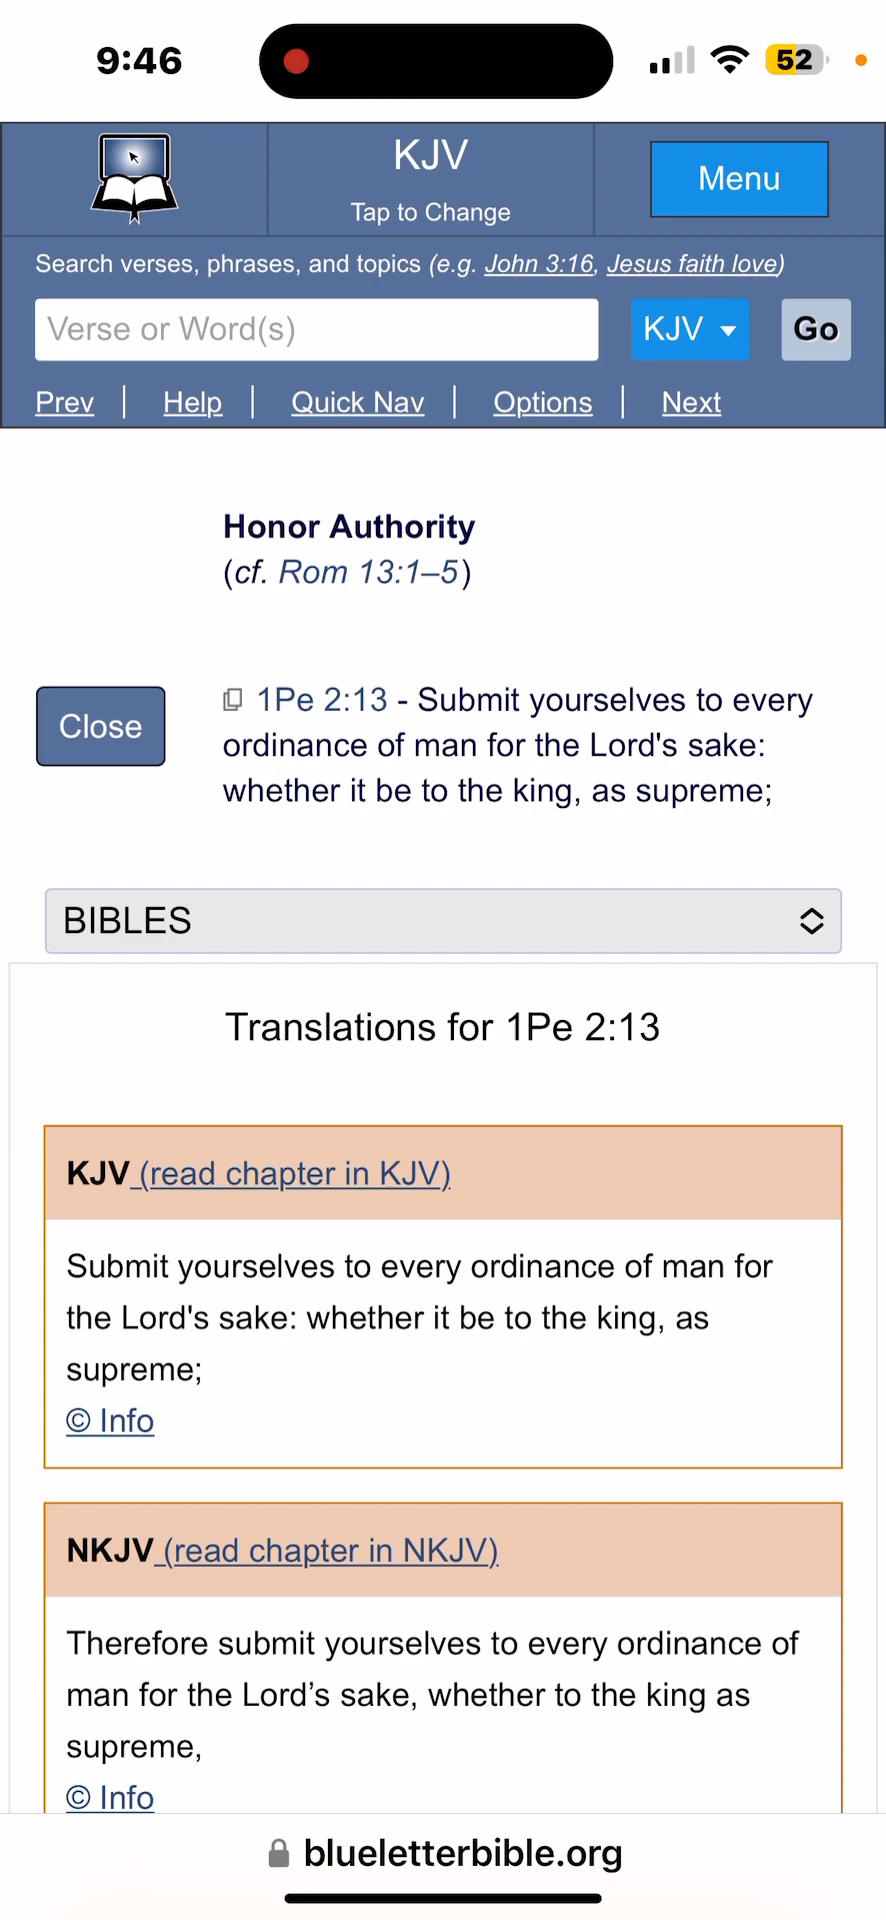 9:46
52
KJV
Tap to Change
Menu
Search verses, phrases, and topics (e.g. John 3:16, Jesus faith love)
Verse or Word(s)
KJV
Go
Prev | Help | Quick Nav | Options | Next
Honor Authority
(cf. Rom 13:1–5)
Close
1Pe 2:13 - Submit yourselves to every
ordinance of man for the Lord's sake:
whether it be to the king, as supreme;
BIBLES
Translations for 1Pe 2:13
KJV (read chapter in KJV)
Submit yourselves to every ordinance of man for
the Lord's sake: whether it be to the king, as
supreme;
© Info
NKJV (read chapter in NKJV)
Therefore submit yourselves to every ordinance of
man for the Lord’s sake, whether to the king as
supreme,
© Info
blueletterbible.org